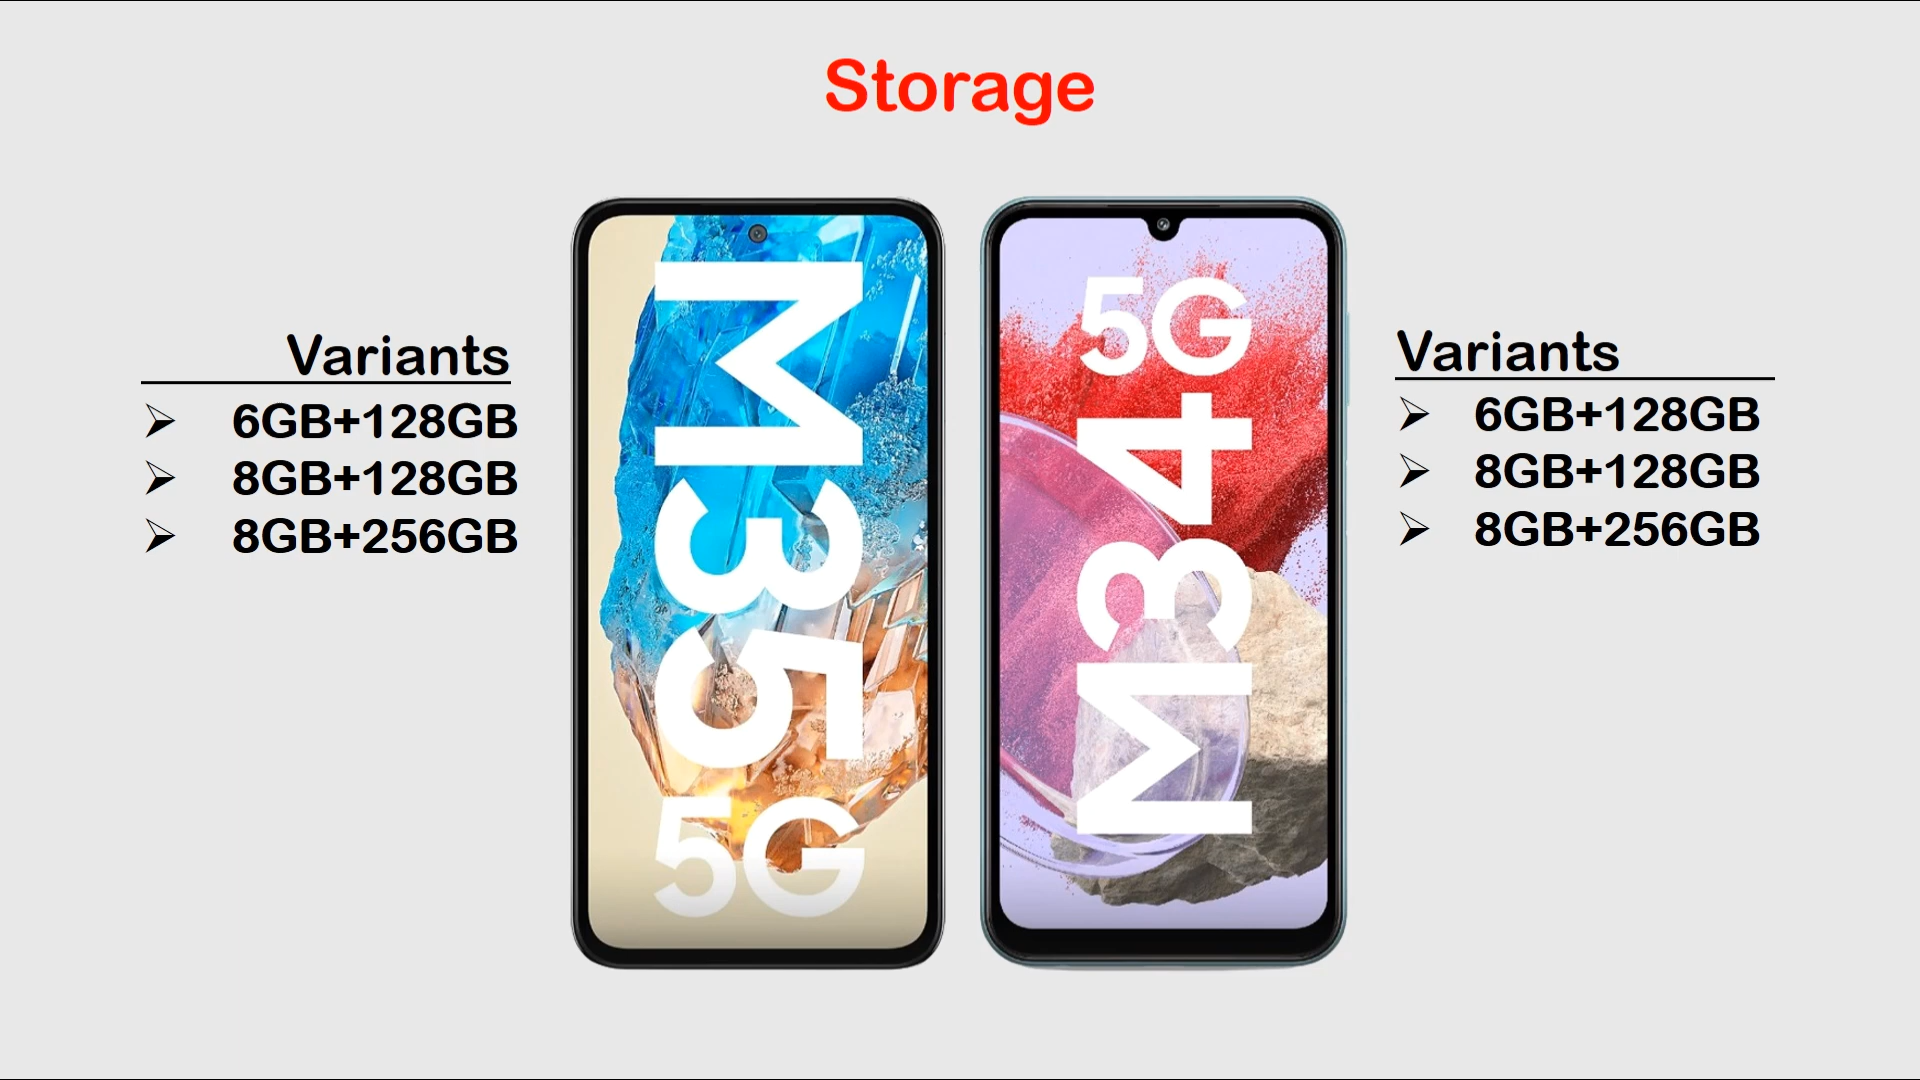 Storage
Variants
➢ 6GB+128GB
➢ 8GB+128GB
➢ 8GB+256GB
M35
5G
5G
M34
Variants
➢ 6GB+128GB
➢ 8GB+128GB
➢ 8GB+256GB